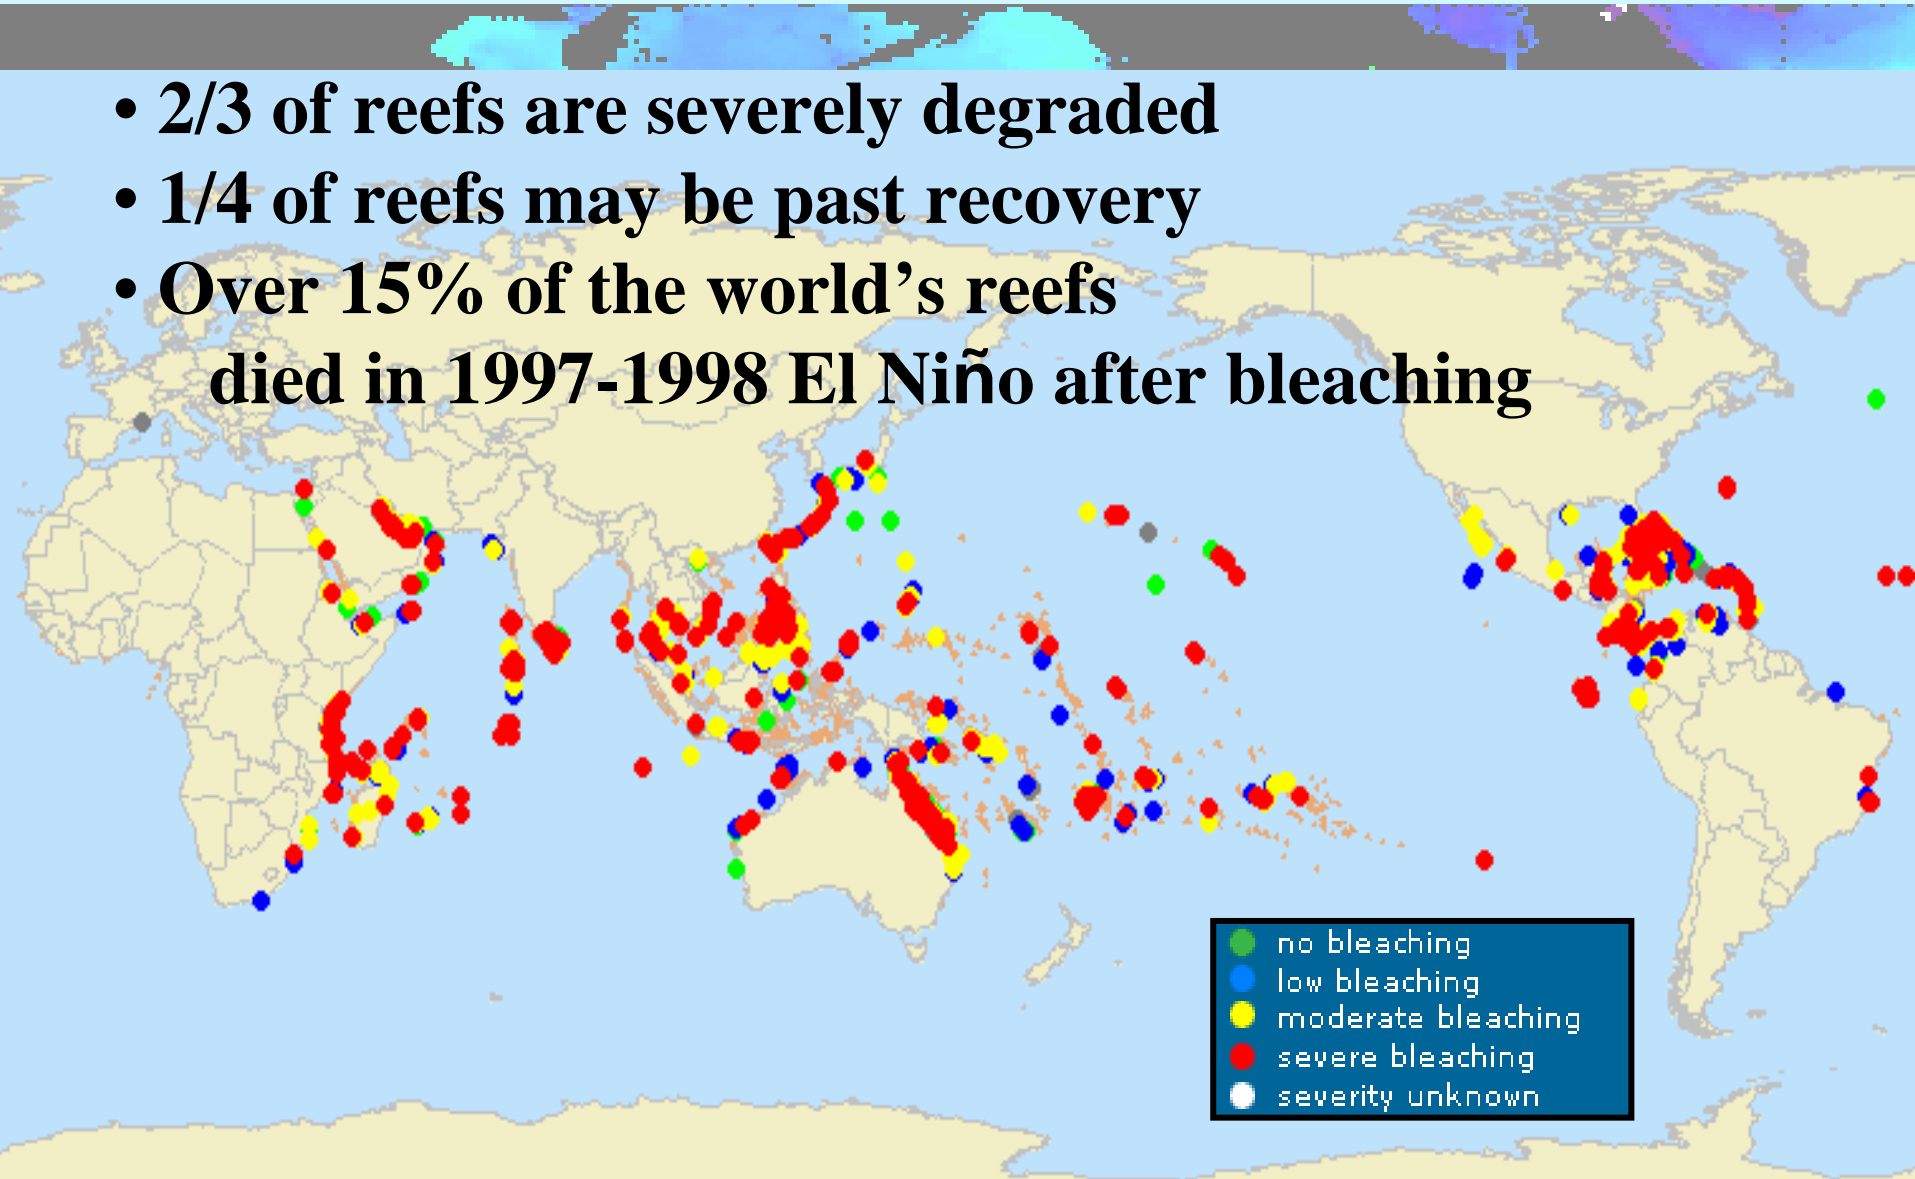 • 2/3 of reefs are severely degraded
• 1/4 of reefs may be past recovery
• Over 15% of the world’s reefs
died in 1997-1998 El Niño after bleaching
no bleaching
low bleaching
moderate bleaching
severe bleaching
severity unknown